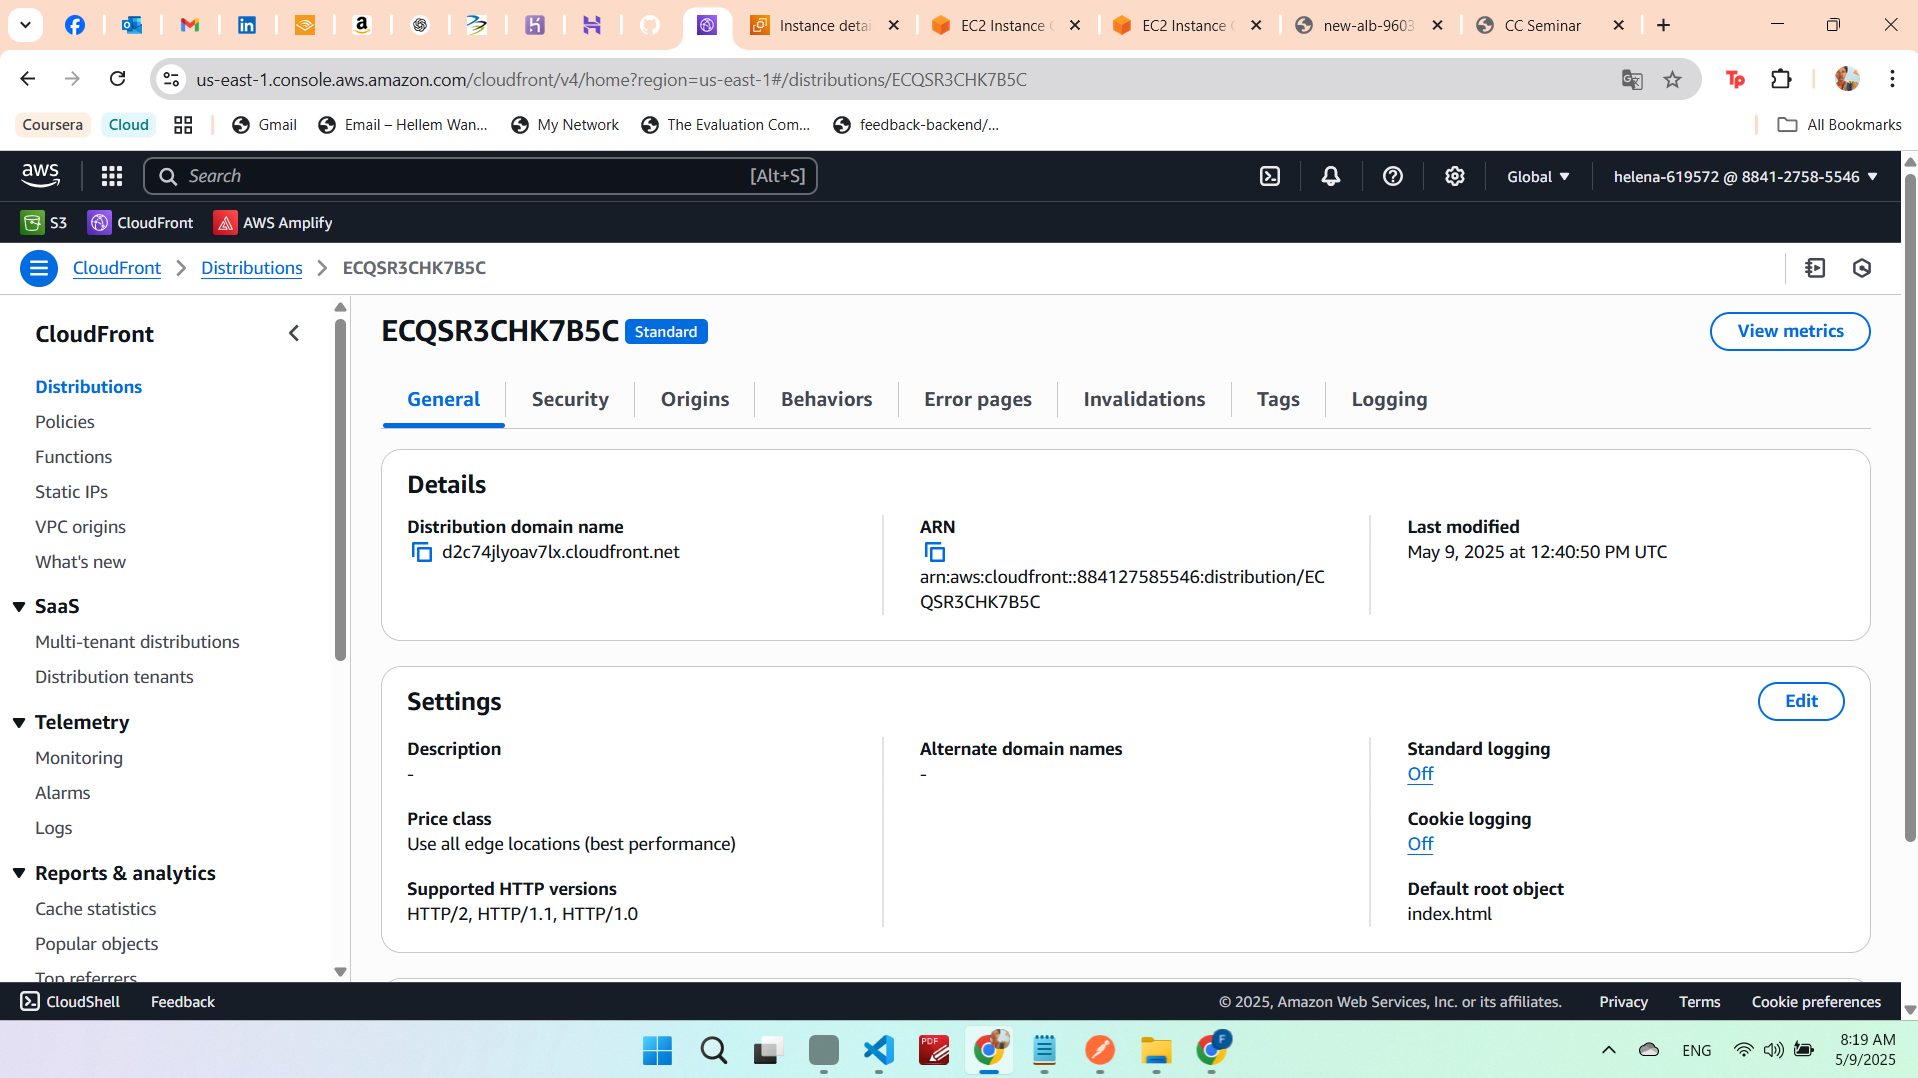 Instance detai
EC2 Instance
EC2 Instance
new-alb-9603
CC Seminar
us-east-1.console.aws.amazon.com/cloudfront/v4/home?region=us-east-1#/distributions/ECQSR3CHK7B5C
Tp
Coursera
Cloud
Gmail
Email – Hellem Wan...
My Network
The Evaluation Com...
feedback-backend/...
All Bookmarks
aws
Search
[Alt+S]
Global
helena-619572 @ 8841-2758-5546
S3
CloudFront
AWS Amplify
CloudFront
Distributions
ECQSR3CHK7B5C
CloudFront
Distributions
Policies
Functions
Static IPs
VPC origins
What's new
SaaS
Multi-tenant distributions
Distribution tenants
Telemetry
Monitoring
Alarms
Logs
Reports & analytics
Cache statistics
Popular objects
Top referrers
ECQSR3CHK7B5C
Standard
View metrics
General
Security
Origins
Behaviors
Error pages
Invalidations
Tags
Logging
Details
Distribution domain name
d2c74jlyoav7lx.cloudfront.net
ARN
arn:aws:cloudfront::884127585546:distribution/EC
QSR3CHK7B5C
Last modified
May 9, 2025 at 12:40:50 PM UTC
Settings
Edit
Description
-
Price class
Use all edge locations (best performance)
Supported HTTP versions
HTTP/2, HTTP/1.1, HTTP/1.0
Alternate domain names
-
Standard logging
Off
Cookie logging
Off
Default root object
index.html
CloudShell
Feedback
© 2025, Amazon Web Services, Inc. or its affiliates.
Privacy
Terms
Cookie preferences
PDF
F
ENG
8:19 AM
5/9/2025